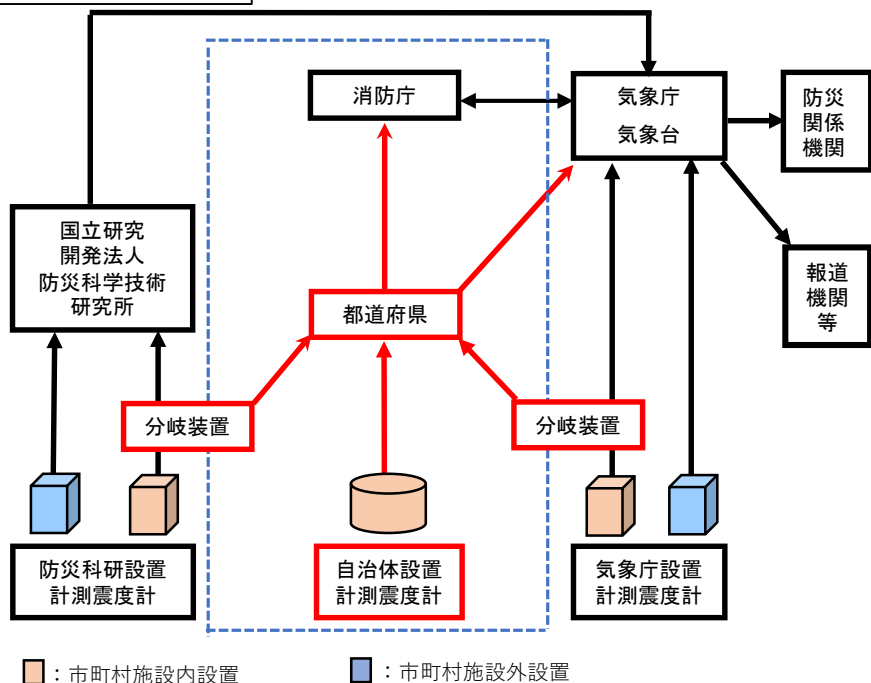 消防庁
気象庁
気象台
防災
関係
機関
国立研究
開発法人
防災科学技術
研究所
都道府県
報道
機関
等
分岐装置
分岐装置
防災科研設置
計測震度計
自治体設置
計測震度計
気象庁設置
計測震度計
：市町村施設内設置
：市町村施設外設置